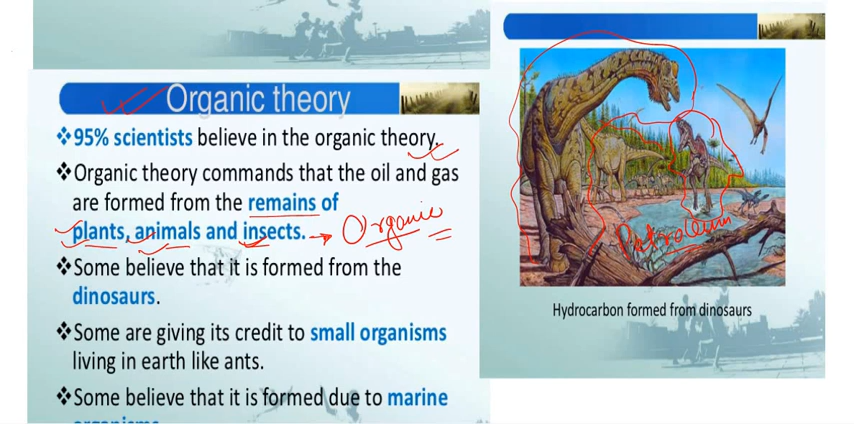 Organic theory
❖95% scientists believe in the organic theory.
❖Organic theory commands that the oil and gas
are formed from the remains of
plants, animals and insects. → Organic
❖Some believe that it is formed from the
dinosaurs.
❖Some are giving its credit to small organisms
living in earth like ants.
❖Some believe that it is formed due to marine
Petroleum
Hydrocarbon formed from dinosaurs